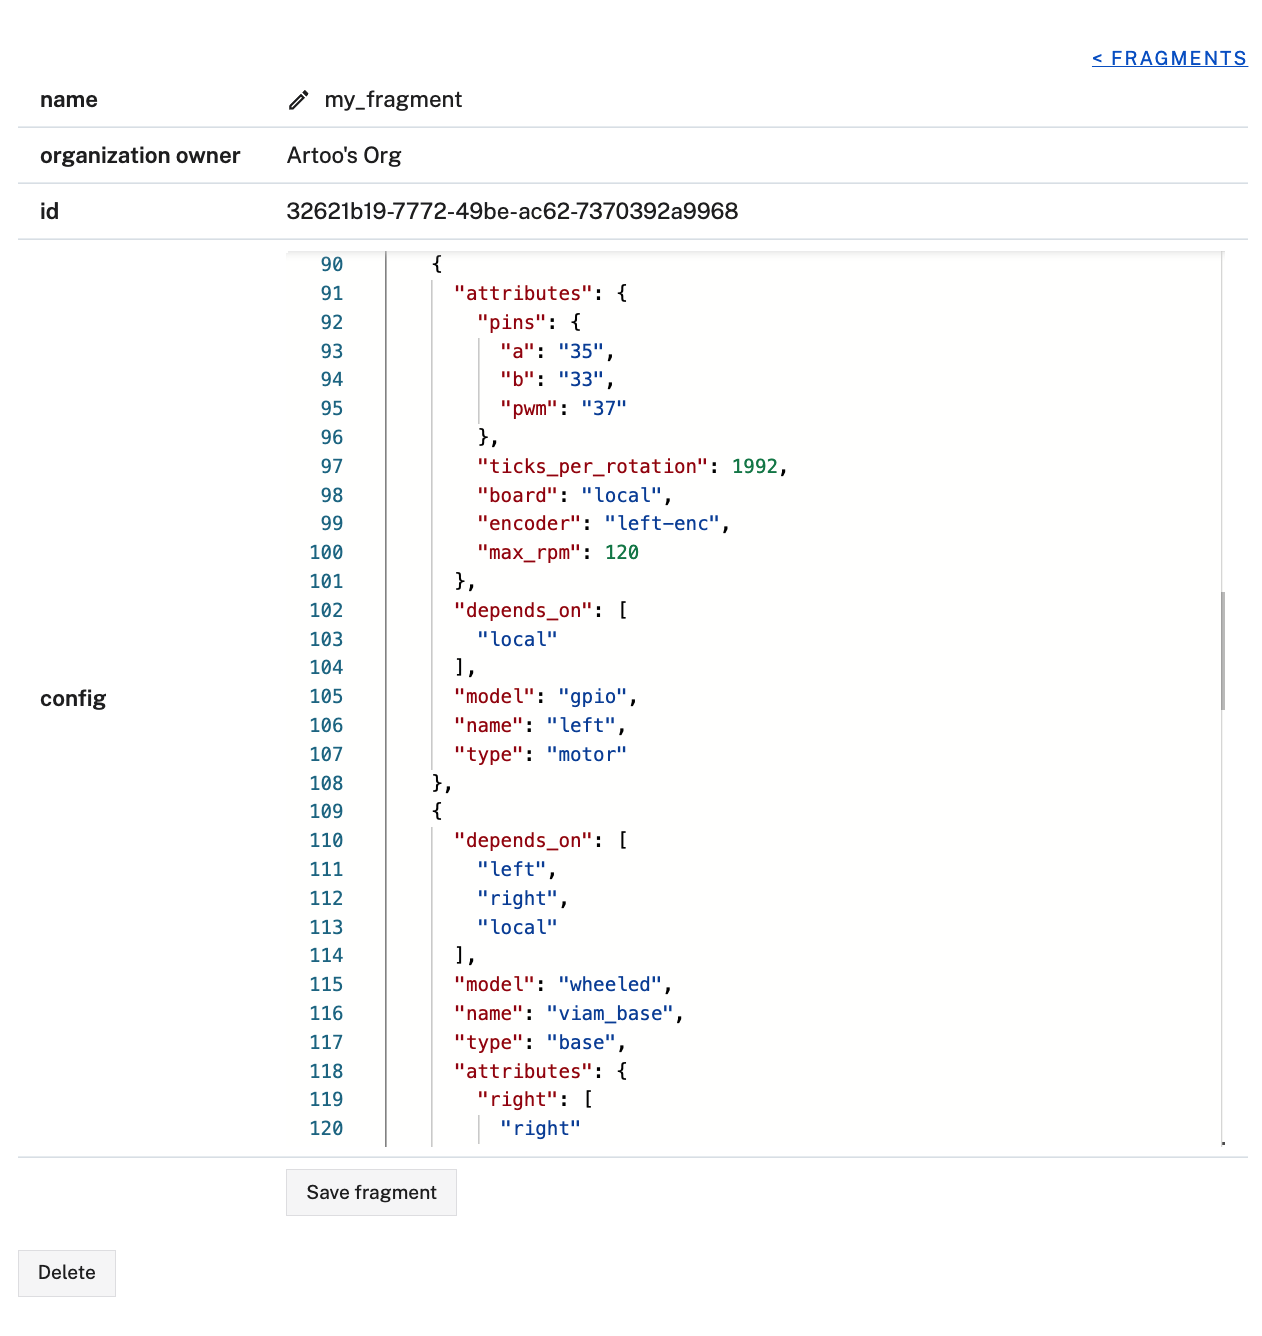 < FRAGMENTS
name my_fragment
organization owner Artoo's Org
id 32621b19-7772-49be-ac62-7370392a9968
config
90 {
91 "attributes": {
92 "pins": {
93 "a": "35",
94 "b": "33",
95 "pwm": "37"
96 },
97 "ticks_per_rotation": 1992,
98 "board": "local",
99 "encoder": "left-enc",
100 "max_rpm": 120
101 },
102 "depends_on": [
103 "local"
104 ],
105 "model": "gpio",
106 "name": "left",
107 "type": "motor"
108 },
109 {
110 "depends_on": [
111 "left",
112 "right",
113 "local"
114 ],
115 "model": "wheeled",
116 "name": "viam_base",
117 "type": "base",
118 "attributes": {
119 "right": [
120 "right"
Save fragment
Delete